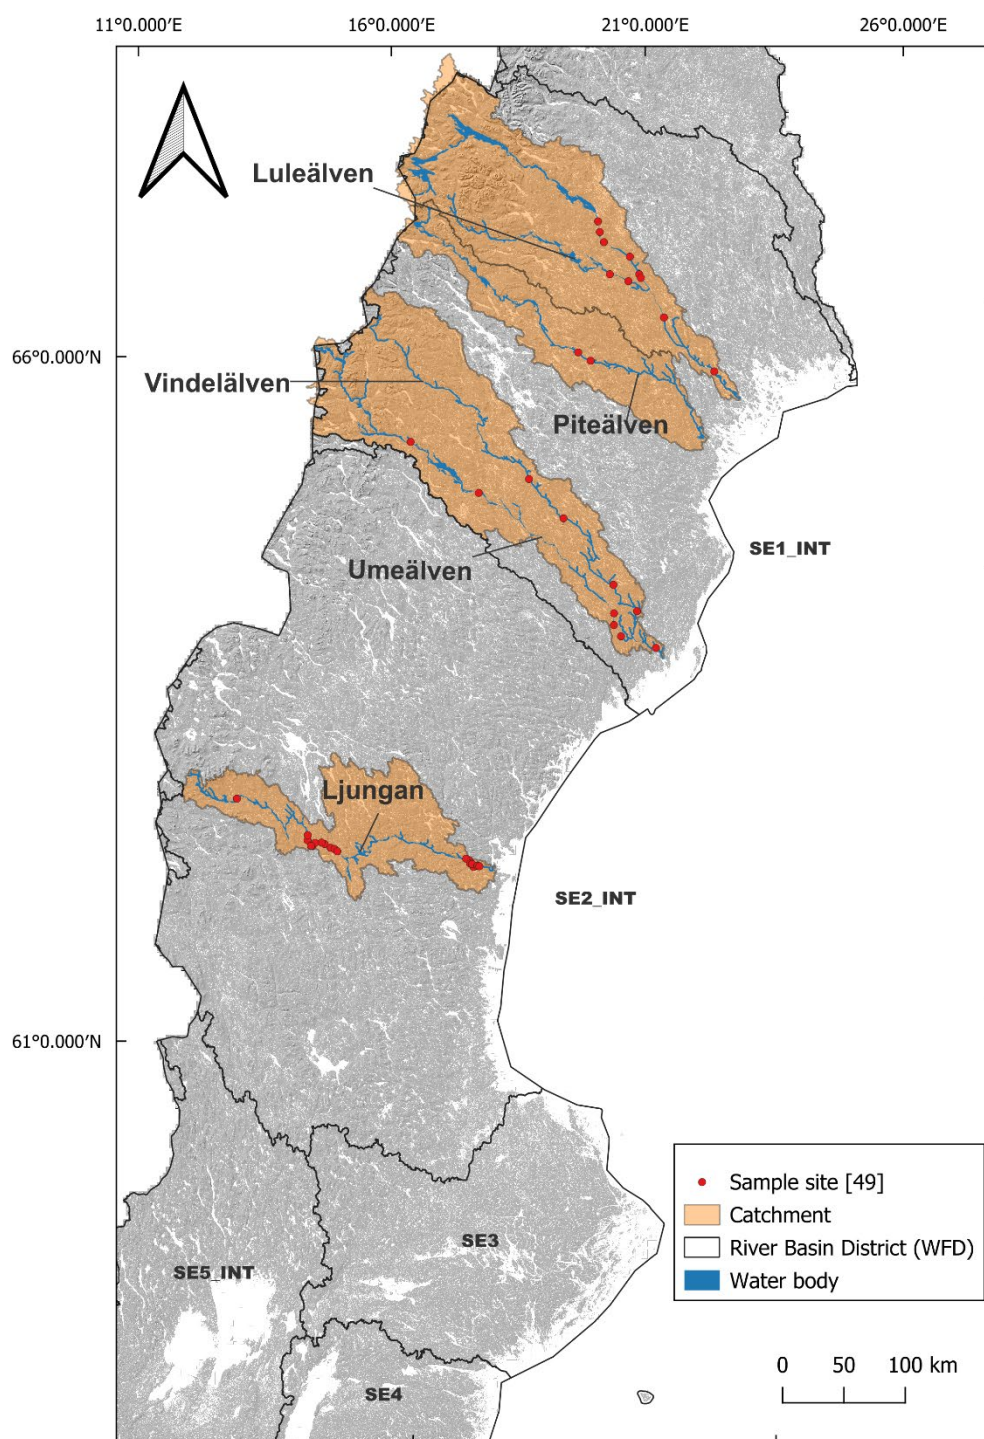 11°0.000′E 16°0.000′E 21°0.000′E 26°0.000′E
Luleälven
66°0.000′N
Vindelälven
Piteälven
SE1_INT
Umeälven
Ljungan
SE2_INT
61°0.000′N
Sample site [49]
Catchment
River Basin District (WFD)
Water body
SE3
SE5_INT
0 50 100 km
SE4